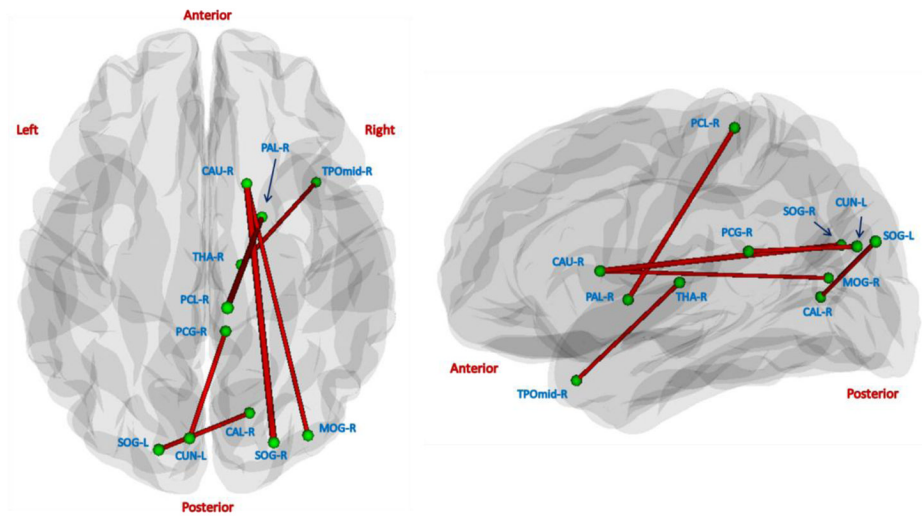 Anterior
Left
Right
PAL-R
CAU-R
TPOmid-R
THA-R
PCL-R
PCG-R
SOG-L
CUN-L
CAL-R
SOG-R
MOG-R
Posterior
PCL-R
SOG-R
CUN-L
PCG-R
SOG-L
CAU-R
PAL-R
THA-R
MOG-R
CAL-R
Anterior
TPOmid-R
Posterior